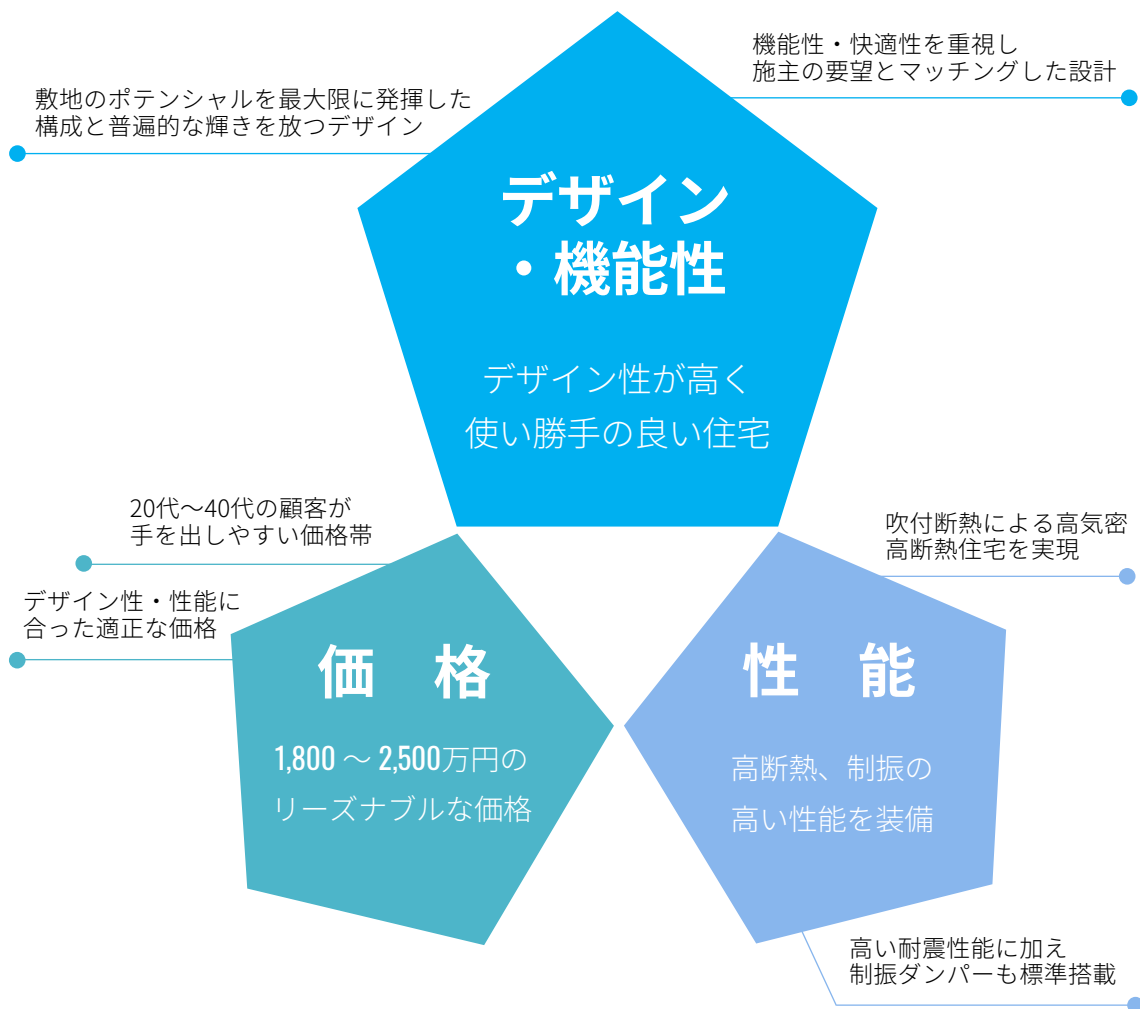 機能性・快適性を重視し
施主の要望とマッチングした設計
敷地のポテンシャルを最大限に発揮した
構成と普遍的な輝きを放つデザイン
デザイン
・機能性
デザイン性が高く
使い勝手の良い住宅
20代～40代の顧客が
手を出しやすい価格帯
デザイン性・性能に
合った適正な価格
価　格
1,800 ～ 2,500万円の
リーズナブルな価格
吹付断熱による高気密
高断熱住宅を実現
性　能
高断熱、制振の
高い性能を装備
高い耐震性能に加え
制振ダンパーも標準搭載